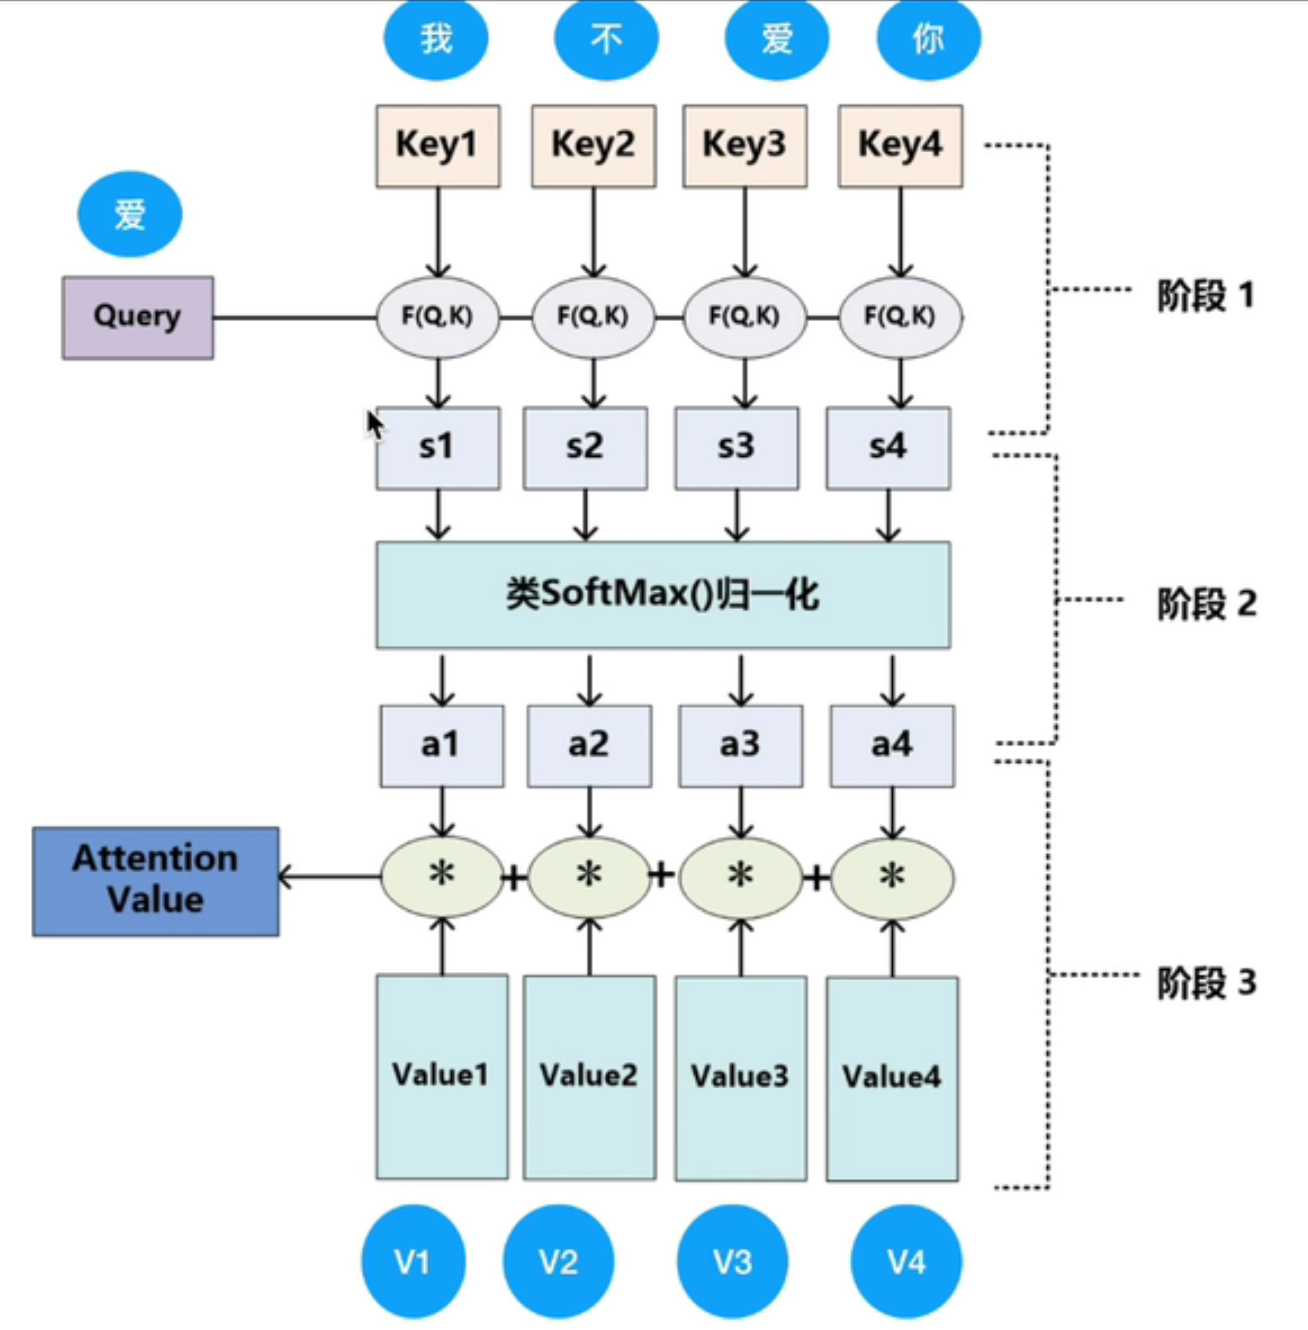 我 不 爱 你
Key1 Key2 Key3 Key4
爱
阶段 1
Query F(Q,K) F(Q,K) F(Q,K) F(Q,K)
s1 s2 s3 s4
类SoftMax()归一化
阶段 2
a1 a2 a3 a4
Attention
Value
* + * + * + *
阶段 3
Value1 Value2 Value3 Value4
V1 V2 V3 V4